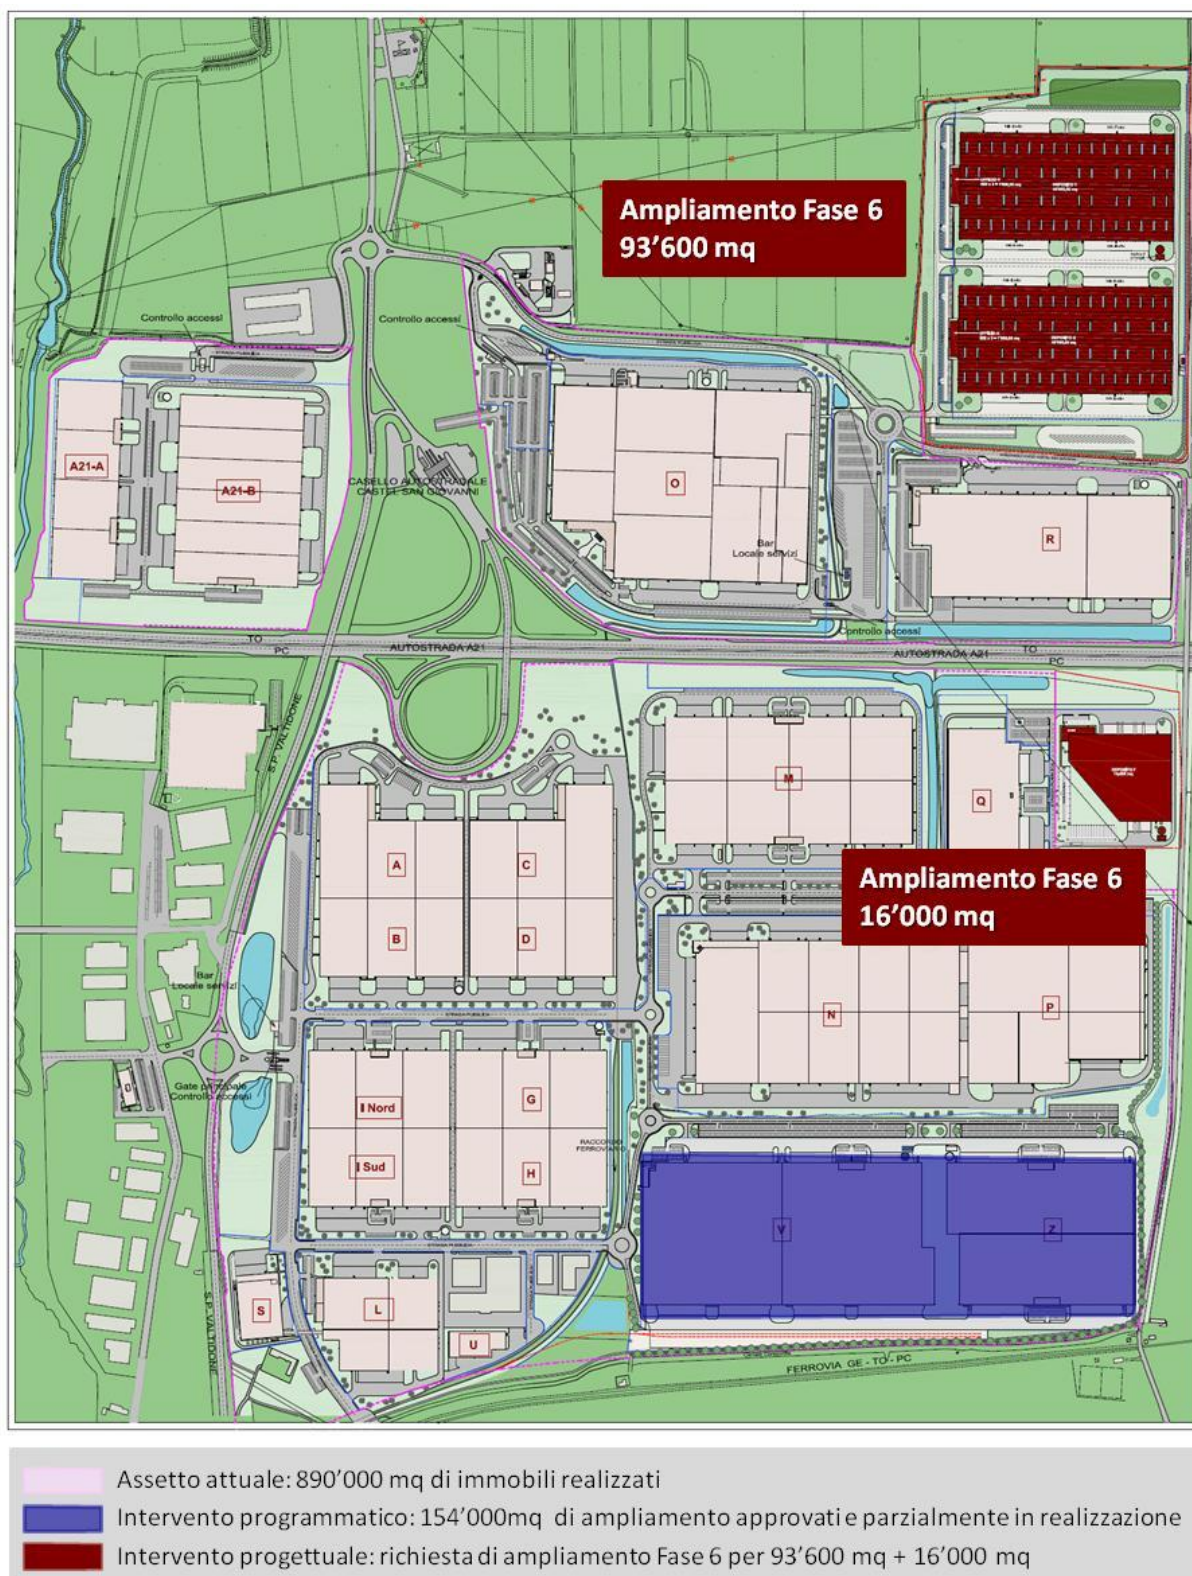 Ampliamento Fase 6
93’600 mq
Controllo accessi
Controllo accessi
A21-A
A21-B
CASELLO AUTOSTRADALE
CASTEL SAN GIOVANNI
O
Bar
Locale servizi
R
Controllo accessi
TO
PC
AUTOSTRADA A21
AUTOSTRADA A21
TO
PC
S.P. VALTIDONE
M
Q
A
C
B
D
Ampliamento Fase 6
16’000 mq
Bar
Locale servizi
STRADA PUBBLICA
N
P
Gate principale
Controllo accessi
I Nord
G
I Sud
H
RACCORDO
FERROVIARIO
V
Z
STRADA PUBBLICA
S.P. VALTIDONE
S
L
U
FERROVIA GE - TO - PC
Assetto attuale: 890’000 mq di immobili realizzati
Intervento programmatico: 154’000mq di ampliamento approvati e parzialmente in realizzazione
Intervento progettuale: richiesta di ampliamento Fase 6 per 93’600 mq + 16’000 mq